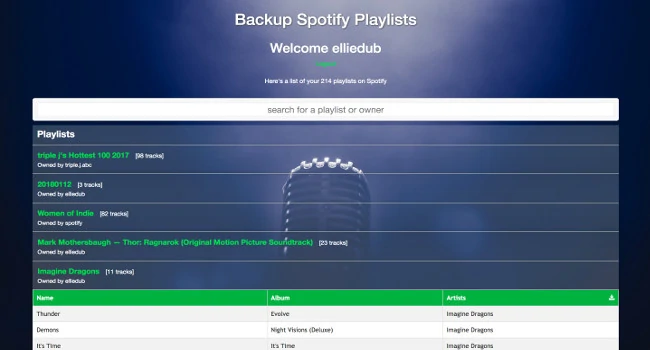 Backup Spotify Playlists
Welcome elliedub
Here's a list of your 214 playlists on Spotify
search for a playlist or owner
Playlists
triple j's Hottest 100 2017 [98 tracks]
Owned by triple.j.abc
20180112 [3 tracks]
Owned by elliedub
Women of Indie [82 tracks]
Owned by spotify
Mark Mothersbaugh — Thor: Ragnarok (Original Motion Picture Soundtrack) [23 tracks]
Owned by elliedub
Imagine Dragons [11 tracks]
Owned by elliedub
Name Album Artists
Thunder Evolve Imagine Dragons
Demons Night Visions (Deluxe) Imagine Dragons
It's Time It's Time Imagine Dragons